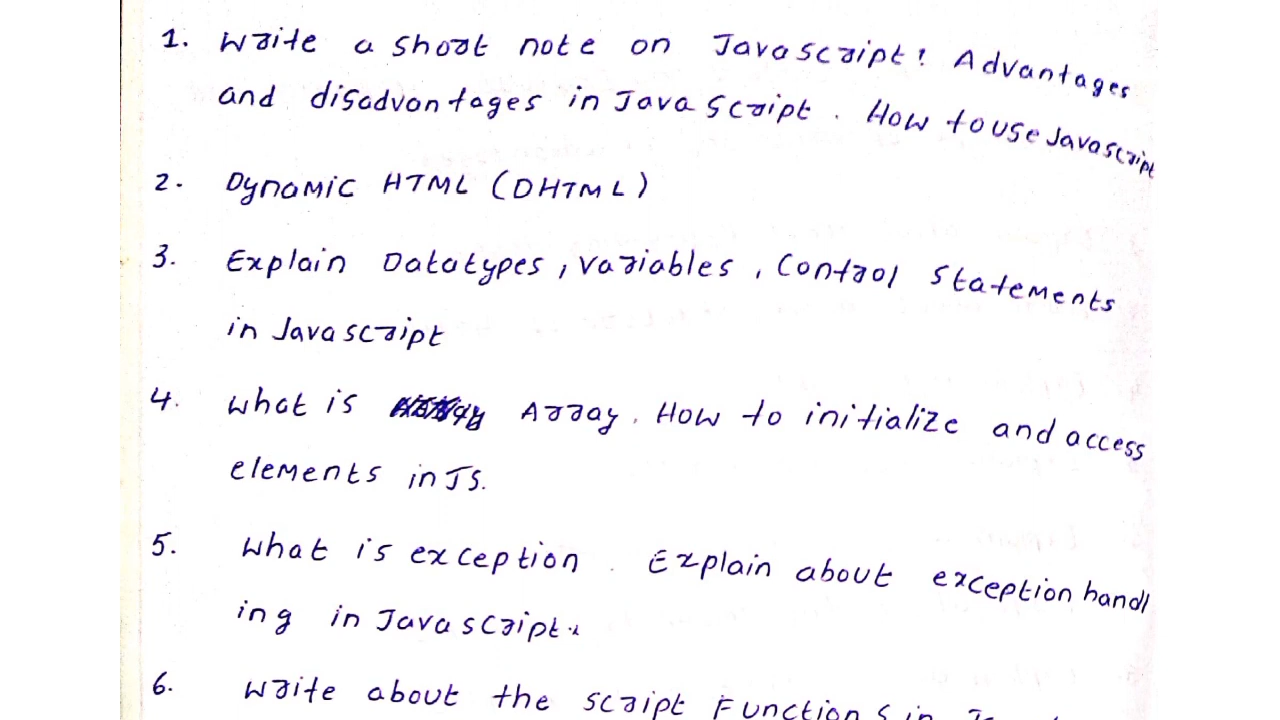 1. Write a short note on Javascript? Advantages
and disadvantages in Java Script. How to use Javascript
2. Dynamic HTML (DHTML)
3. Explain Datatypes, variables, Control Statements
in Javascript
4. what is Array. How to initialize and access
elements in JS.
5. what is exception. Explain about exception handl
ing in Javascript.
6. write about the script Functions in